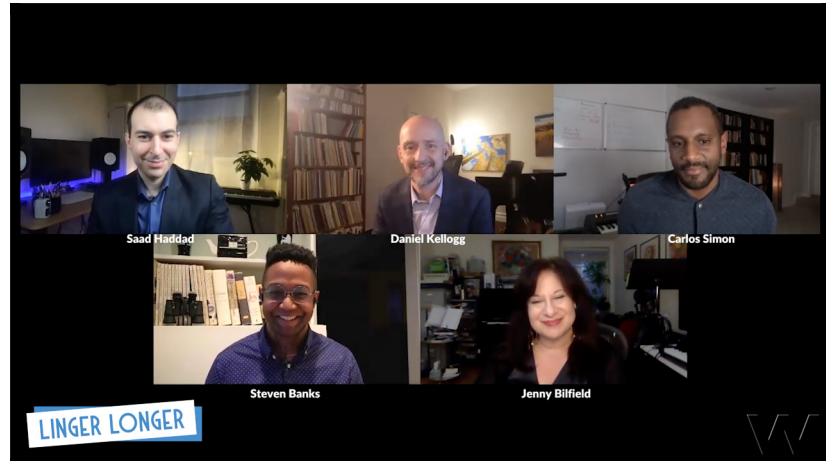 Saad Haddad
Daniel Kellogg
Carlos Simon
Steven Banks
Jenny Bilfield
LINGER LONGER
W